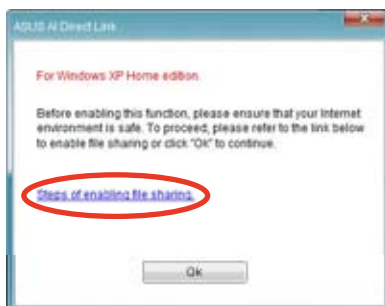 ASUS AI Direct Link
For Windows XP Home edition.
Before enabling this function, please ensure that your Internet
environment is safe. To proceed, please refer to the link below
to enable file sharing or click "Ok" to continue.
Steps of enabling file sharing.
Ok